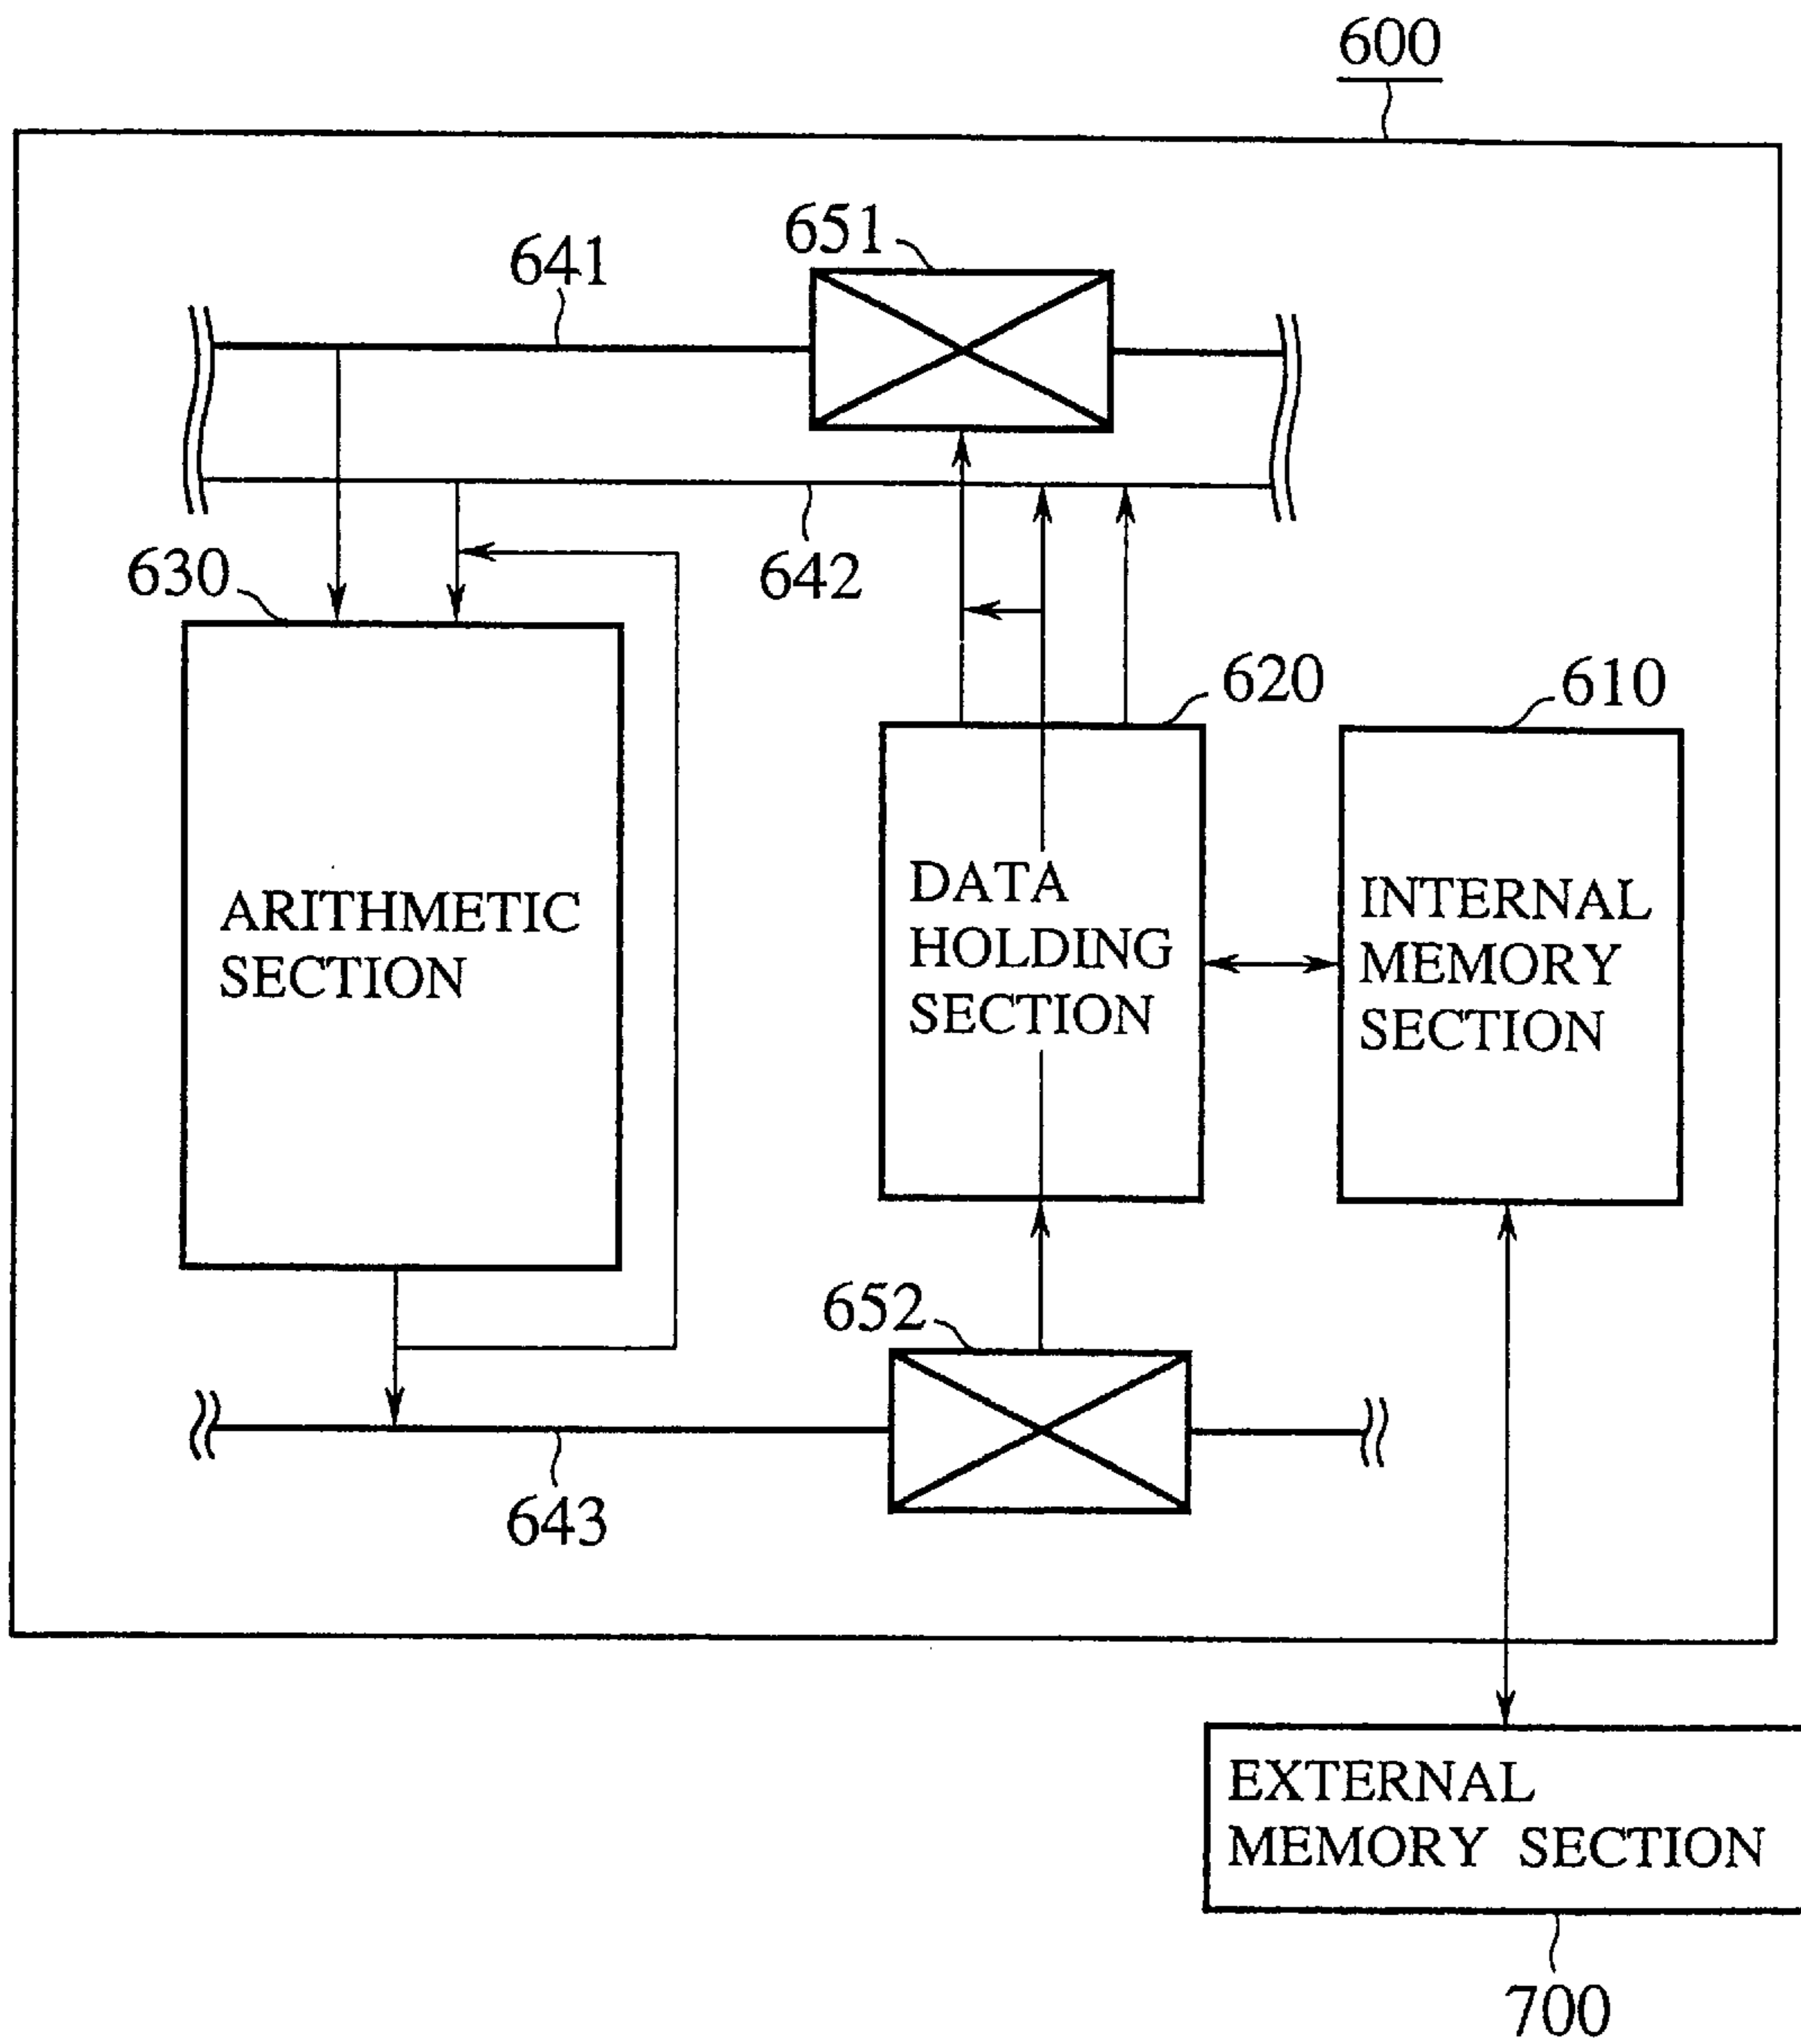 600
651
641
642
630
620
610
ARITHMETIC
SECTION
DATA
HOLDING
SECTION
INTERNAL
MEMORY
SECTION
652
643
EXTERNAL
MEMORY SECTION
700